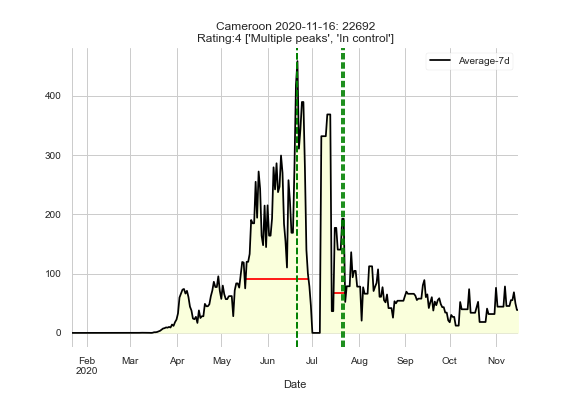 Cameroon 2020-11-16: 22692
Rating:4 ['Multiple peaks', 'In control']
Average-7d
400
300
200
100
0
Feb Mar Apr May Jun Jul Aug Sep Oct Nov
2020
Date